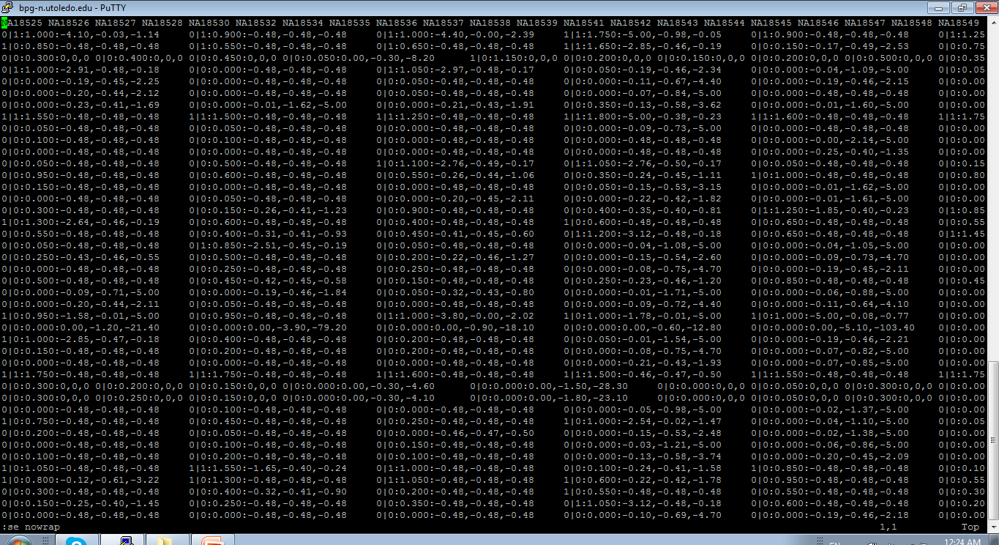 bpg-n.utoledo.edu - PuTTY
NA18525 NA18526 NA18527 NA18528 NA18530 NA18532 NA18534 NA18535 NA18536 NA18537 NA18538 NA18539 NA18541 NA18542 NA18543 NA18544 NA18545 NA18546 NA18547 NA18548 NA18549
0|1:1.000:-4.10,-0.03,-1.14 0|1:0.900:-0.48,-0.48,-0.48 0|1:1.000:-4.40,-0.00,-2.39 1|1:1.750:-5.00,-0.98,-0.05 0|1:0.900:-0.48,-0.48,-0.48 0|1:1.25
0|0:0.850:-0.48,-0.48,-0.48 0|1:0.550:-0.48,-0.48,-0.48 0|1:0.650:-0.48,-0.48,-0.48 1|1:1.650:-2.85,-0.46,-0.19 0|0:0.150:-0.17,-0.49,-2.53 0|0:0.75
0|0:0.300:0,0,0 0|0:0.400:0,0,0 0|0:0.450:0,0,0 0|0:0.050:0.00,-0.30,-8.20 1|0:1.150:0,0,0 0|0:0.200:0,0,0 0|0:0.150:0,0,0 0|0:0.200:0,0,0 0|0:0.500:0,0,0 0|0:0.35
0|1:1.000:-2.91,-0.48,-0.18 0|0:0.000:-0.48,-0.48,-0.48 0|1:1.050:-2.97,-0.48,-0.17 0|0:0.050:-0.19,-0.46,-2.34 0|0:0.000:-0.04,-1.09,-5.00 0|0:0.05
0|0:0.000:-0.19,-0.45,-2.25 0|0:0.000:-0.48,-0.48,-0.48 0|0:0.050:-0.48,-0.48,-0.48 0|0:0.000:-0.11,-0.67,-4.40 0|0:0.000:-0.19,-0.46,-2.15 0|0:0.00
0|0:0.000:-0.20,-0.44,-2.12 0|0:0.000:-0.48,-0.48,-0.48 0|0:0.050:-0.48,-0.48,-0.48 0|0:0.000:-0.07,-0.84,-5.00 0|0:0.000:-0.48,-0.48,-0.48 0|0:0.00
0|0:0.000:-0.23,-0.41,-1.69 0|0:0.000:-0.01,-1.62,-5.00 0|0:0.000:-0.21,-0.43,-1.91 0|0:0.350:-0.13,-0.58,-3.62 0|0:0.000:-0.01,-1.60,-5.00 0|0:0.00
1|1:1.550:-0.48,-0.48,-0.48 1|1:1.500:-0.48,-0.48,-0.48 1|1:1.250:-0.48,-0.48,-0.48 1|1:1.800:-5.00,-0.38,-0.23 1|1:1.600:-0.48,-0.48,-0.48 1|1:1.75
0|0:0.050:-0.48,-0.48,-0.48 0|0:0.050:-0.48,-0.48,-0.48 0|0:0.000:-0.48,-0.48,-0.48 0|0:0.000:-0.09,-0.73,-5.00 0|0:0.000:-0.48,-0.48,-0.48 0|0:0.00
0|0:0.000:-0.48,-0.48,-0.48 0|0:0.100:-0.48,-0.48,-0.48 0|0:0.000:-0.48,-0.48,-0.48 0|0:0.000:-0.48,-0.48,-0.48 0|0:0.000:-0.00,-2.14,-5.00 0|0:0.00
0|0:0.000:-0.48,-0.48,-0.48 0|0:0.000:-0.48,-0.48,-0.48 0|0:0.000:-0.48,-0.48,-0.48 0|0:0.000:-0.48,-0.48,-0.48 0|0:0.000:-0.25,-0.40,-1.35 0|0:0.00
0|0:0.050:-0.48,-0.48,-0.48 0|0:0.500:-0.48,-0.48,-0.48 1|0:1.100:-2.76,-0.49,-0.17 0|1:1.050:-2.76,-0.50,-0.17 0|0:0.050:-0.48,-0.48,-0.48 0|0:0.15
0|0:0.950:-0.48,-0.48,-0.48 0|0:0.600:-0.48,-0.48,-0.48 0|0:0.550:-0.26,-0.44,-1.06 0|0:0.350:-0.24,-0.45,-1.11 1|0:1.000:-0.48,-0.48,-0.48 0|0:0.80
0|0:0.150:-0.48,-0.48,-0.48 0|0:0.000:-0.48,-0.48,-0.48 0|0:0.000:-0.48,-0.48,-0.48 0|0:0.150:-0.15,-0.53,-3.15 0|0:0.000:-0.01,-1.62,-5.00 0|0:0.00
0|0:0.000:-0.48,-0.48,-0.48 0|0:0.050:-0.48,-0.48,-0.48 0|0:0.000:-0.20,-0.45,-2.11 0|0:0.000:-0.22,-0.42,-1.82 0|0:0.000:-0.01,-1.61,-5.00 0|0:0.00
0|0:0.300:-0.48,-0.48,-0.48 0|0:0.150:-0.26,-0.41,-1.23 0|0:0.900:-0.48,-0.48,-0.48 0|0:0.400:-0.35,-0.40,-0.81 0|1:1.250:-1.85,-0.40,-0.23 0|1:0.85
1|0:1.300:-2.64,-0.46,-0.19 0|0:0.600:-0.48,-0.48,-0.48 0|0:0.400:-0.48,-0.48,-0.48 1|0:0.600:-0.48,-0.48,-0.48 0|0:0.650:-0.48,-0.48,-0.48 0|0:0.55
0|0:0.550:-0.48,-0.48,-0.48 0|0:0.400:-0.31,-0.41,-0.93 0|0:0.450:-0.41,-0.45,-0.60 0|1:1.200:-3.12,-0.48,-0.18 0|0:0.650:-0.48,-0.48,-0.48 0|1:1.45
0|0:0.050:-0.48,-0.48,-0.48 0|1:0.850:-2.51,-0.45,-0.19 0|0:0.050:-0.48,-0.48,-0.48 0|0:0.000:-0.04,-1.08,-5.00 0|0:0.000:-0.04,-1.05,-5.00 0|0:0.00
0|0:0.250:-0.43,-0.46,-0.55 0|0:0.500:-0.48,-0.48,-0.48 0|0:0.200:-0.22,-0.46,-1.27 0|0:0.000:-0.15,-0.54,-2.60 0|0:0.000:-0.09,-0.73,-4.70 0|0:0.00
0|0:0.000:-0.48,-0.48,-0.48 0|0:0.250:-0.48,-0.48,-0.48 0|0:0.000:-0.48,-0.48,-0.48 0|0:0.000:-0.08,-0.75,-4.70 0|0:0.000:-0.19,-0.45,-2.11 0|0:0.00
0|0:0.500:-0.48,-0.48,-0.48 0|0:0.450:-0.42,-0.45,-0.58 0|0:0.150:-0.48,-0.48,-0.48 0|0:0.250:-0.23,-0.46,-1.20 0|0:0.850:-0.48,-0.48,-0.48 0|0:0.45
0|0:0.000:-0.09,-0.71,-5.00 0|0:0.000:-0.19,-0.46,-1.84 0|0:0.050:-0.32,-0.43,-0.80 0|0:0.000:-0.01,-1.71,-5.00 0|0:0.000:-0.06,-0.88,-5.00 0|0:0.00
0|0:0.000:-0.20,-0.44,-2.11 0|0:0.050:-0.48,-0.48,-0.48 0|0:0.000:-0.48,-0.48,-0.48 0|0:0.000:-0.09,-0.72,-4.40 0|0:0.000:-0.11,-0.64,-4.10 0|0:0.00
1|0:0.950:-1.58,-0.01,-5.00 0|0:0.950:-0.48,-0.48,-0.48 0|1:1.000:-3.80,-0.00,-2.02 0|1:1.000:-1.78,-0.01,-5.00 1|0:1.000:-5.00,-0.08,-0.77 0|0:0.00
0|0:0.000:0.00,-1.20,-21.40 0|0:0.000:0.00,-3.90,-79.20 0|0:0.000:0.00,-0.90,-18.10 0|0:0.000:0.00,-0.60,-12.80 0|0:0.000:0.00,-5.10,-103.40 0|0:0.00
1|0:1.000:-2.85,-0.47,-0.18 0|0:0.400:-0.48,-0.48,-0.48 0|0:0.200:-0.48,-0.48,-0.48 0|0:0.050:-0.01,-1.54,-5.00 0|0:0.000:-0.19,-0.46,-2.21 0|0:0.00
0|0:0.150:-0.48,-0.48,-0.48 0|0:0.200:-0.48,-0.48,-0.48 0|0:0.200:-0.48,-0.48,-0.48 0|0:0.000:-0.08,-0.75,-4.70 0|0:0.000:-0.07,-0.82,-5.00 0|0:0.00
0|0:0.000:-0.48,-0.48,-0.48 0|0:0.000:-0.48,-0.48,-0.48 0|0:0.000:-0.48,-0.48,-0.48 0|0:0.000:-0.21,-0.43,-1.93 0|0:0.000:-0.07,-0.85,-5.00 0|0:0.00
1|1:1.750:-0.48,-0.48,-0.48 1|1:1.750:-0.48,-0.48,-0.48 1|1:1.600:-0.48,-0.48,-0.48 1|1:1.500:-0.46,-0.47,-0.50 1|1:1.750:-0.48,-0.48,-0.48 1|1:1.75
0|0:0.300:0,0,0 0|0:0.200:0,0,0 0|0:0.150:0,0,0 0|0:0.000:0.00,-0.30,-4.60 0|0:0.000:0.00,-1.50,-28.30 0|0:0.000:0,0,0 0|0:0.050:0,0,0 0|0:0.300:0,0,0 0|0:0.00
0|0:0.300:0,0,0 0|0:0.250:0,0,0 0|0:0.150:0,0,0 0|0:0.000:0.00,-0.30,-4.10 0|0:0.000:0.00,-1.80,-23.10 0|0:0.000:0,0,0 0|0:0.050:0,0,0 0|0:0.300:0,0,0 0|0:0.00
0|0:0.000:-0.48,-0.48,-0.48 0|0:0.100:-0.48,-0.48,-0.48 0|0:0.000:-0.48,-0.48,-0.48 0|0:0.000:-0.05,-0.98,-5.00 0|0:0.000:-0.02,-1.37,-5.00 0|0:0.00
1|0:0.750:-0.48,-0.48,-0.48 0|0:0.450:-0.48,-0.48,-0.48 0|0:0.250:-0.48,-0.48,-0.48 1|0:1.000:-2.54,-0.02,-1.47 0|0:0.000:-0.04,-1.10,-5.00 0|0:0.05
0|0:0.200:-0.48,-0.48,-0.48 0|0:0.050:-0.48,-0.48,-0.48 0|0:0.000:-0.46,-0.47,-0.50 0|0:0.000:-0.15,-0.53,-2.48 0|0:0.000:-0.02,-1.38,-5.00 0|0:0.00
0|0:0.000:-0.48,-0.48,-0.48 0|0:0.100:-0.48,-0.48,-0.48 0|0:0.150:-0.48,-0.48,-0.48 0|0:0.000:-0.03,-1.21,-5.00 0|0:0.000:-0.06,-0.86,-5.00 0|0:0.00
0|0:0.100:-0.48,-0.48,-0.48 0|0:0.200:-0.48,-0.48,-0.48 0|0:0.000:-0.48,-0.48,-0.48 0|0:0.000:-0.13,-0.58,-3.74 0|0:0.000:-0.20,-0.45,-2.09 0|0:0.00
1|0:1.050:-0.48,-0.48,-0.48 1|1:1.550:-1.65,-0.40,-0.24 0|1:1.000:-0.48,-0.48,-0.48 0|0:0.100:-0.24,-0.41,-1.58 1|0:0.850:-0.48,-0.48,-0.48 0|0:0.10
1|0:0.800:-0.12,-0.61,-3.22 1|0:1.300:-0.48,-0.48,-0.48 0|1:1.050:-0.48,-0.48,-0.48 1|0:0.600:-0.22,-0.42,-1.78 0|0:0.950:-0.48,-0.48,-0.48 0|0:0.55
0|0:0.300:-0.48,-0.48,-0.48 0|0:0.400:-0.32,-0.41,-0.90 0|0:0.200:-0.48,-0.48,-0.48 1|0:0.550:-0.48,-0.48,-0.48 0|0:0.550:-0.48,-0.48,-0.48 0|0:0.30
0|0:0.150:-0.25,-0.40,-1.45 0|0:0.250:-0.48,-0.48,-0.48 0|0:0.350:-0.48,-0.48,-0.48 0|1:1.050:-3.12,-0.48,-0.18 0|0:0.600:-0.48,-0.48,-0.48 0|0:0.20
0|0:0.000:-0.48,-0.48,-0.48 0|0:0.000:-0.48,-0.48,-0.48 0|0:0.000:-0.48,-0.48,-0.48 0|0:0.000:-0.10,-0.69,-4.70 0|0:0.000:-0.19,-0.46,-2.18 0|0:0.00
:se nowrap 1,1 Top
12:24 AM